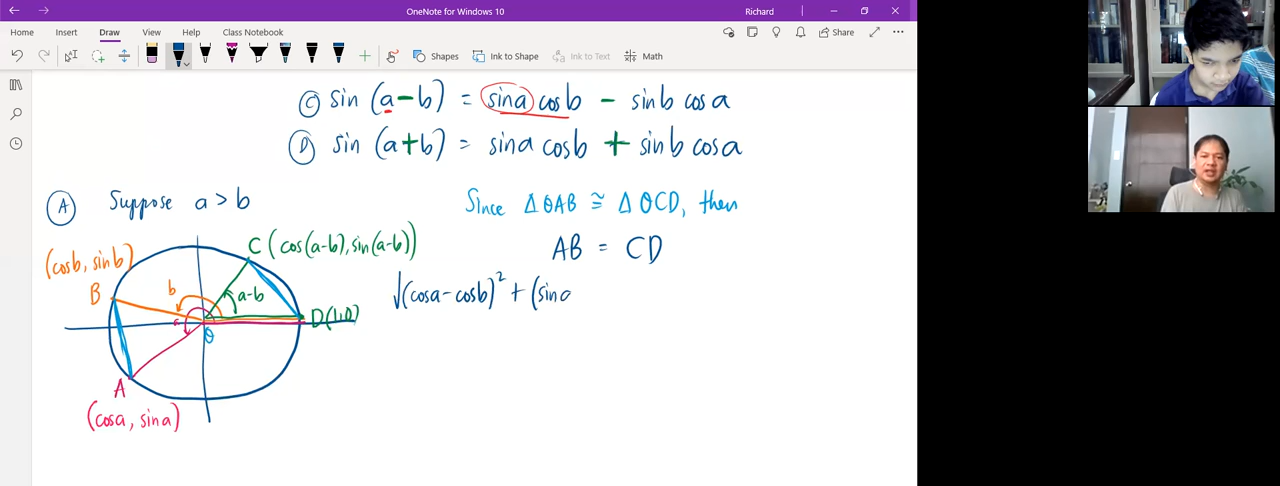 OneNote for Windows 10
Richard
Home Insert Draw View Help Class Notebook
Share
Shapes Ink to Shape Ink to Text Math
Ⓒ sin (a-b) = sina cosb - sinb cosa
Ⓓ sin (a+b) = sina cosb + sinb cosa
Ⓐ Suppose a > b
Since ΔOAB ≅ ΔOCD, then
AB = CD
C (cos(a-b), sin(a-b))
(cosb, sinb)
B
b
a-b
√(cosa-cosb)² + (sina
D(1,0)
O
A
(cosa, sina)